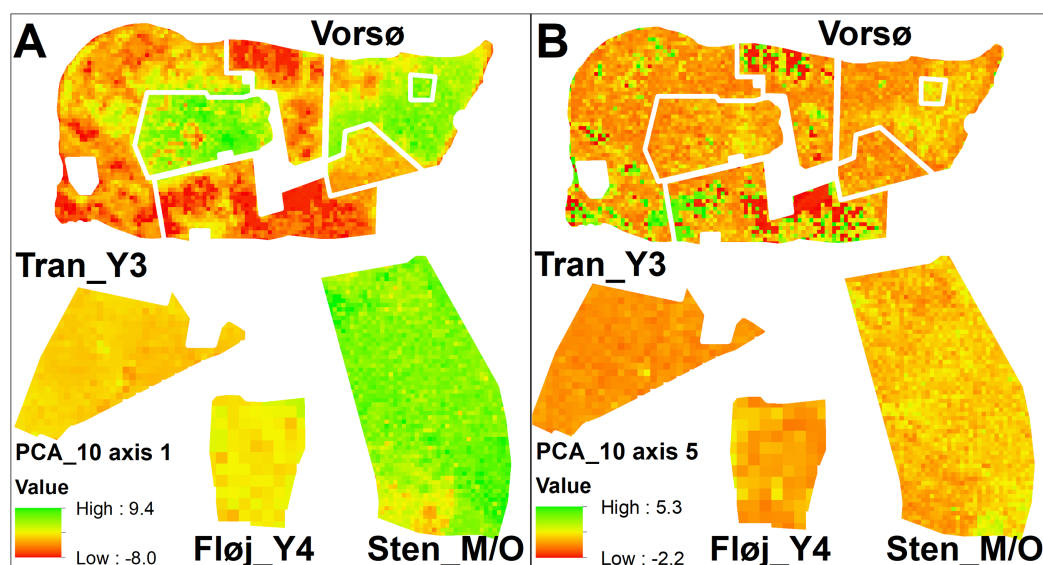 A
Vorsø
Tran_Y3
PCA_10 axis 1
Value
High : 9.4
Low : -8.0
Fløj_Y4
Sten_M/O
B
Vorsø
Tran_Y3
PCA_10 axis 5
Value
High : 5.3
Low : -2.2
Fløj_Y4
Sten_M/O